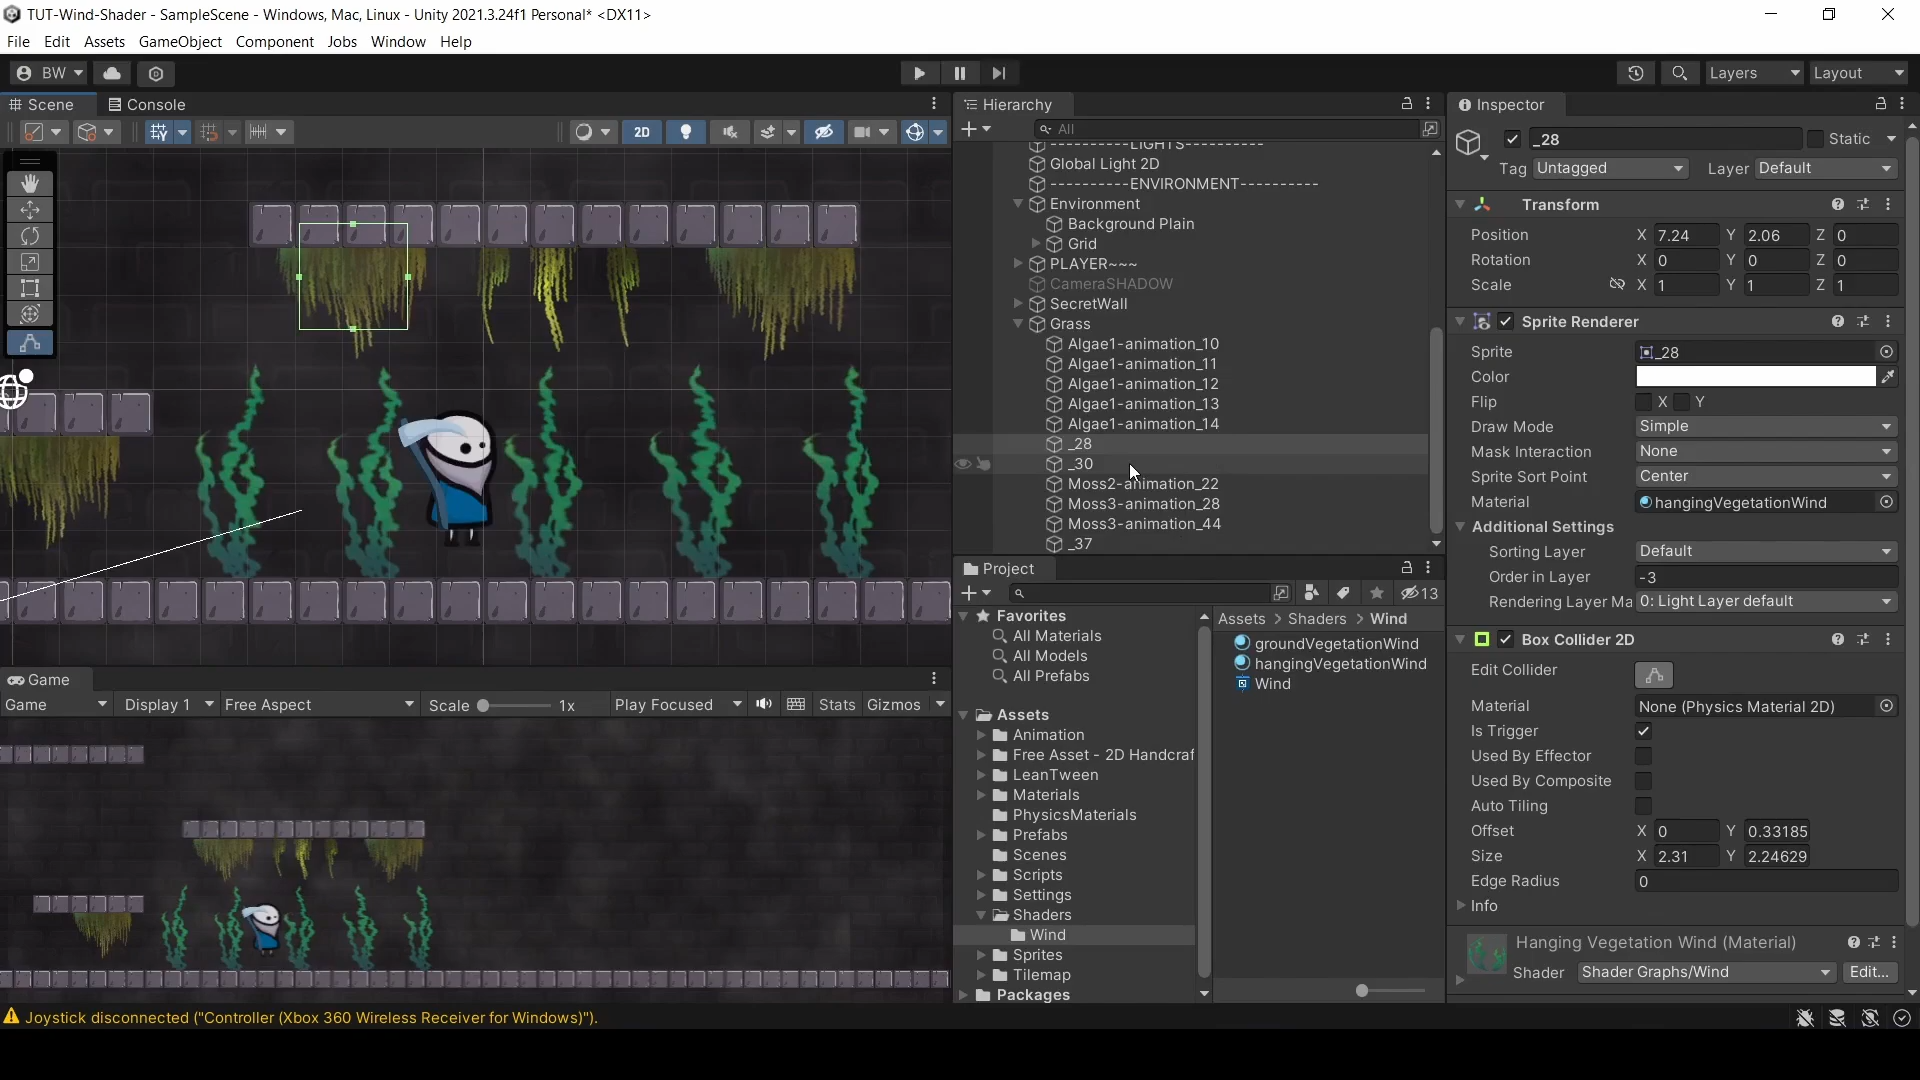 TUT-Wind-Shader - SampleScene - Windows, Mac, Linux - Unity 2021.3.24f1 Personal* <DX11>
File Edit Assets GameObject Component Jobs Window Help
BW Layers Layout
Scene Console
2D
Hierarchy
All
----------LIGHTS----------
Global Light 2D
----------ENVIRONMENT----------
Environment
Background Plain
Grid
PLAYER~~~
CameraSHADOW
SecretWall
Grass
Algae1-animation_10
Algae1-animation_11
Algae1-animation_12
Algae1-animation_13
Algae1-animation_14
_28
_30
Moss2-animation_22
Moss3-animation_28
Moss3-animation_44
_37
Inspector
_28 Static
Tag Untagged Layer Default
Transform
Position X 7.24 Y 2.06 Z 0
Rotation X 0 Y 0 Z 0
Scale X 1 Y 1 Z 1
Sprite Renderer
Sprite _28
Color
Flip X Y
Draw Mode Simple
Mask Interaction None
Sprite Sort Point Center
Material hangingVegetationWind
Additional Settings
Sorting Layer Default
Order in Layer -3
Rendering Layer Ma 0: Light Layer default
Box Collider 2D
Edit Collider
Material None (Physics Material 2D)
Is Trigger
Used By Effector
Used By Composite
Auto Tiling
Offset X 0 Y 0.33185
Size X 2.31 Y 2.24629
Edge Radius 0
Info
Hanging Vegetation Wind (Material)
Shader Shader Graphs/Wind Edit...
Project
13
Favorites
All Materials
All Models
All Prefabs
Assets
Animation
Free Asset - 2D Handcraf
LeanTween
Materials
PhysicsMaterials
Prefabs
Scenes
Scripts
Settings
Shaders
Wind
Sprites
Tilemap
Packages
Assets > Shaders > Wind
groundVegetationWind
hangingVegetationWind
Wind
Game
Game Display 1 Free Aspect Scale 1x Play Focused Stats Gizmos
Joystick disconnected ("Controller (Xbox 360 Wireless Receiver for Windows)").